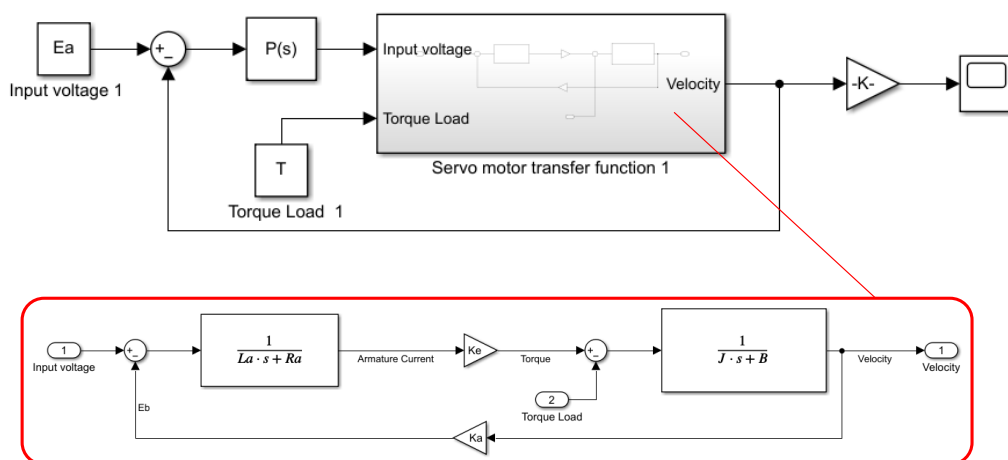 Ea
Input voltage 1
+
−
P(s)
Input voltage
Velocity
Torque Load
-K-
T
Torque Load 1
Servo motor transfer function 1
1
Input voltage
+
−
1
La · s + Ra
Armature Current
Ke
Torque
+
−
1
J · s + B
Velocity
1
Velocity
2
Torque Load
Eb
Ka